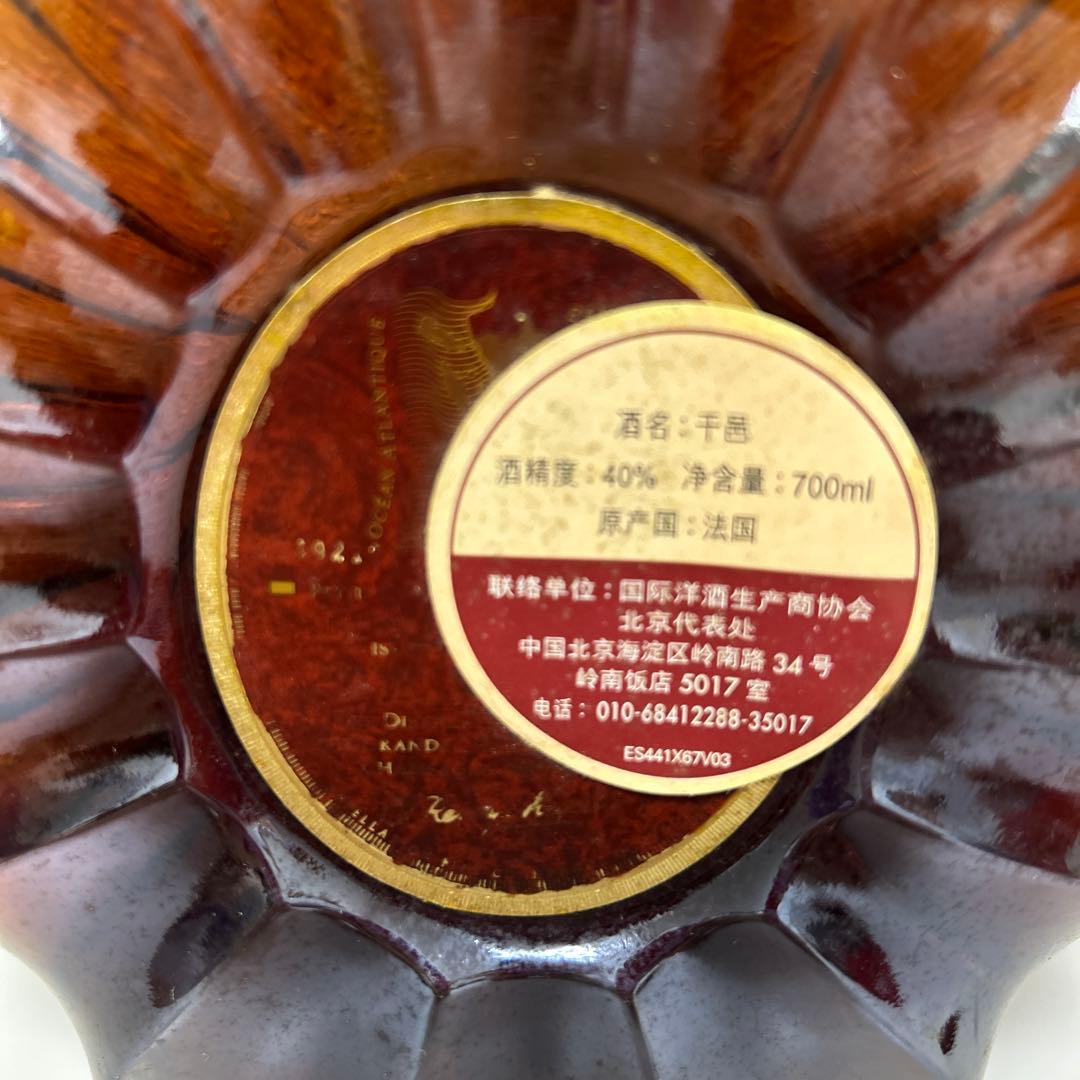 酒名：干邑
酒精度：40% 净含量：700ml
原产国：法国
联络单位：国际洋酒生产商协会
北京代表处
中国北京海淀区岭南路 34 号
岭南饭店 5017 室
电话：010-68412288-35017
ES441X67V03
OCÉAN ATLANTIQUE